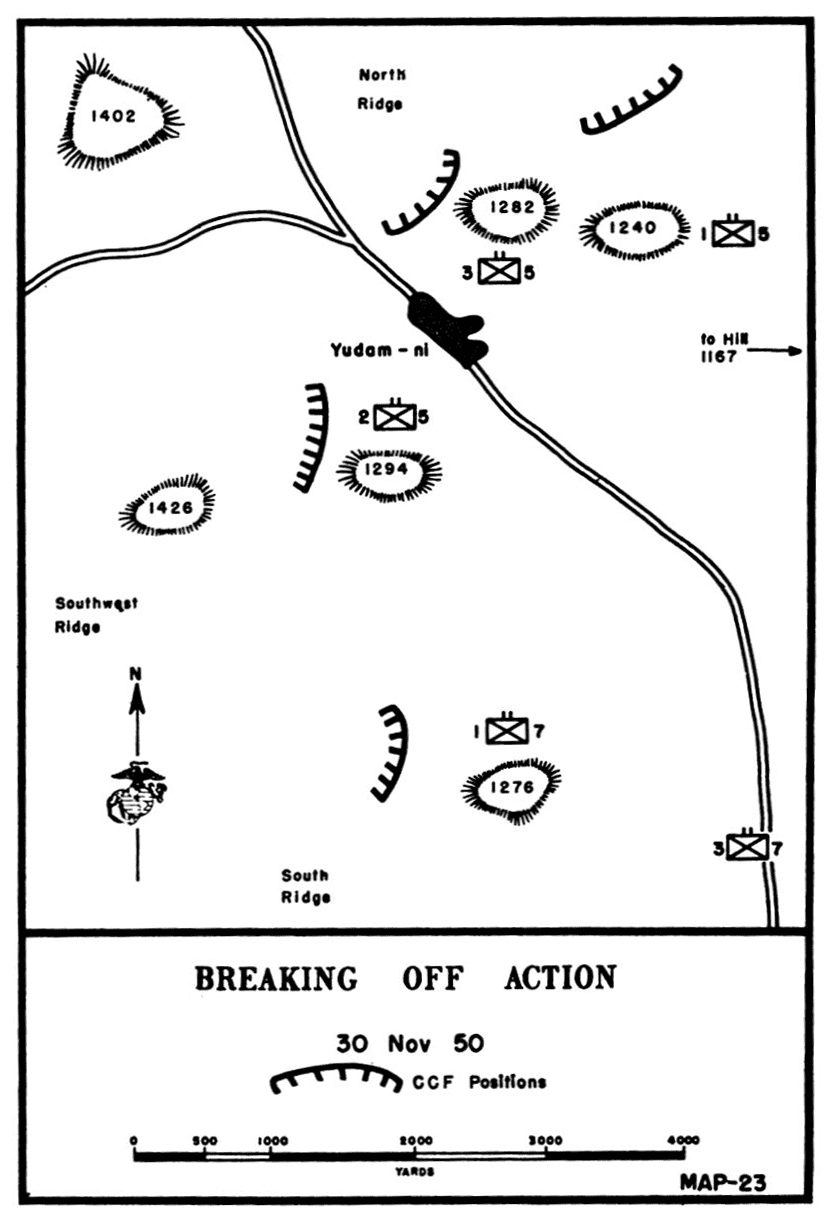 North
Ridge
1402
1282
1240
1 5
3 5
to Hill
1167
Yudam-ni
2 5
1294
1426
Southwest
Ridge
N
1 7
1276
3 7
South
Ridge
BREAKING OFF ACTION
30 Nov 50
CCF Positions
0 500 1000 2000 3000 4000
YARDS
MAP-23